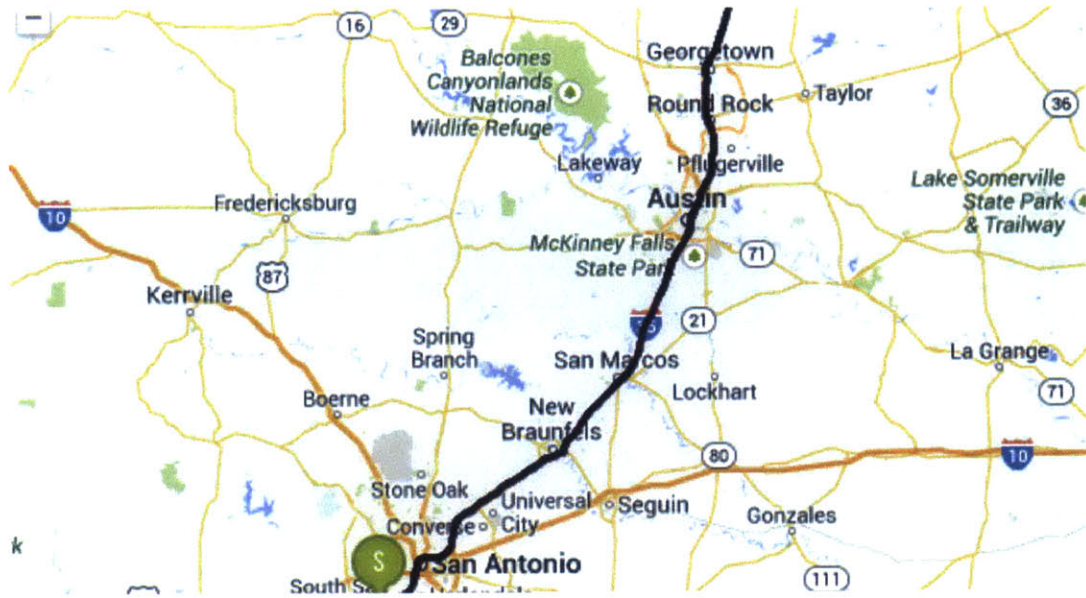 16
29
Georgetown
Balcones
Canyonlands
National
Wildlife Refuge
Round Rock
Taylor
36
Lakeway
Pflugerville
Lake Somerville
State Park
& Trailway
Fredericksburg
Austin
10
McKinney Falls
State Park
71
87
Kerrville
21
Spring
Branch
San Marcos
La Grange
Lockhart
71
Boerne
New
Braunfels
80
10
Stone Oak
Universal
City
Seguin
Converse
Gonzales
k
S
San Antonio
111